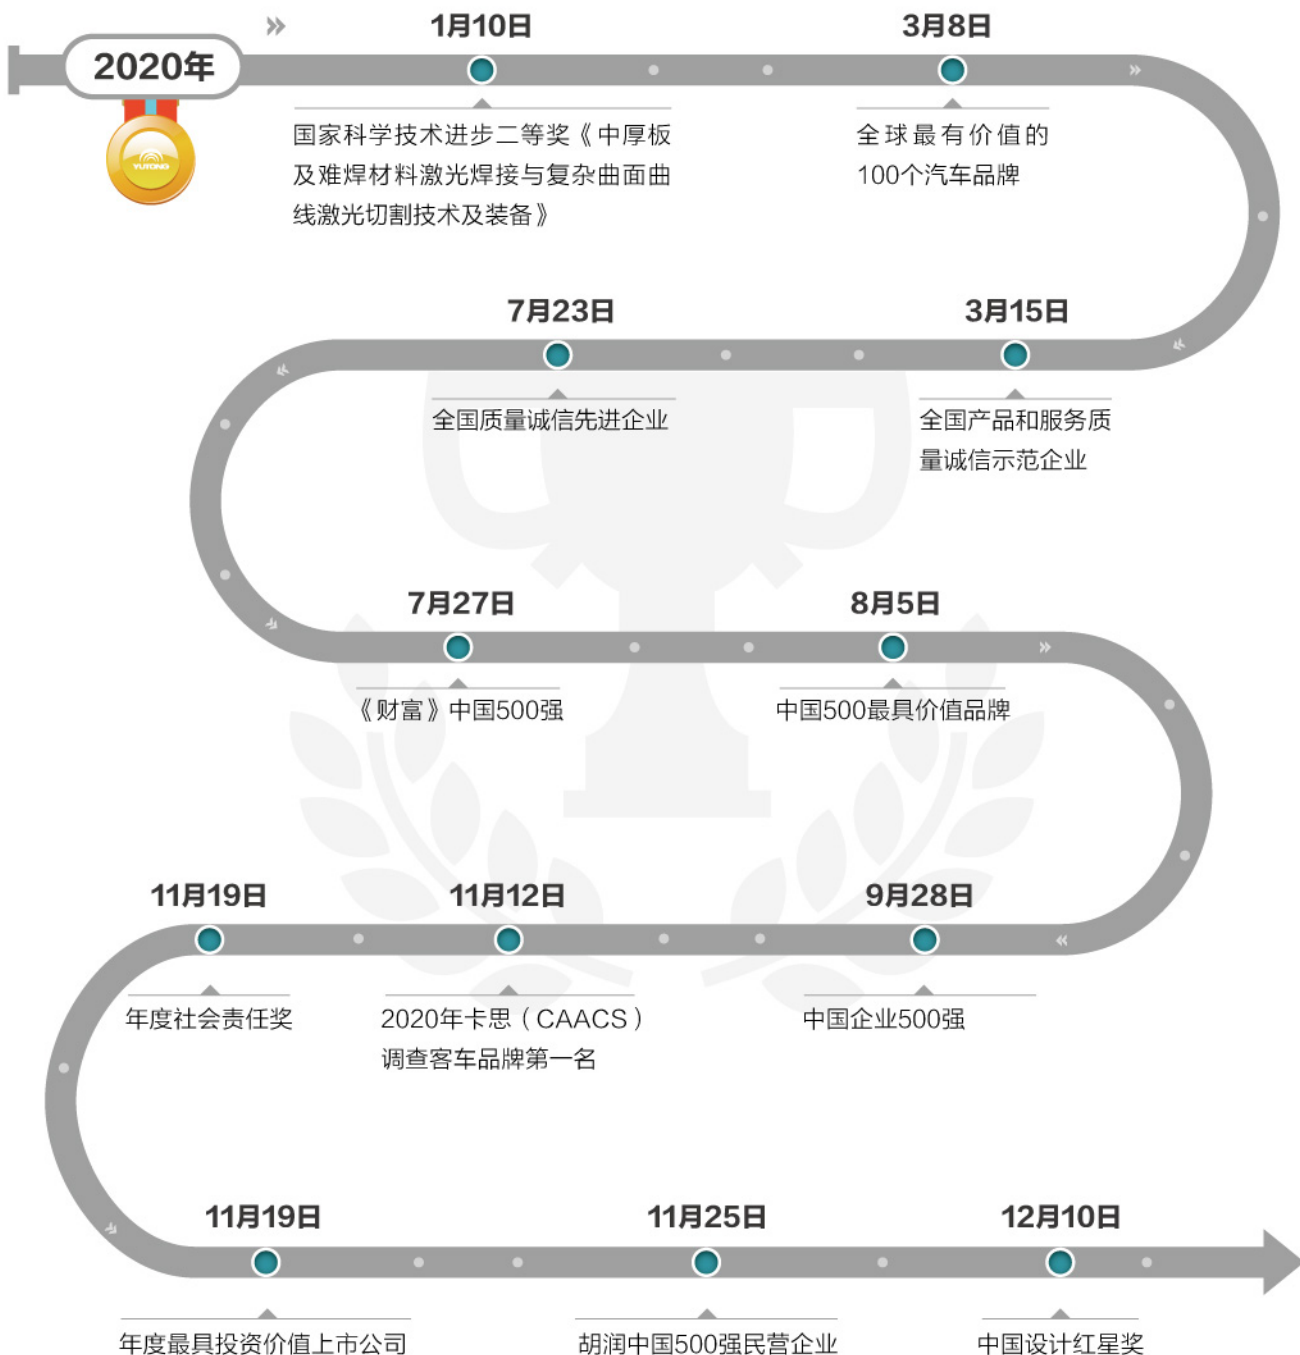 2020年
YUTONG
1月10日
国家科学技术进步二等奖《中厚板
及难焊材料激光焊接与复杂曲面曲
线激光切割技术及装备》
3月8日
全球最有价值的
100个汽车品牌
3月15日
全国产品和服务质
量诚信示范企业
7月23日
全国质量诚信先进企业
7月27日
《财富》中国500强
8月5日
中国500最具价值品牌
9月28日
中国企业500强
11月12日
2020年卡思（CAACS）
调查客车品牌第一名
11月19日
年度社会责任奖
11月19日
年度最具投资价值上市公司
11月25日
胡润中国500强民营企业
12月10日
中国设计红星奖